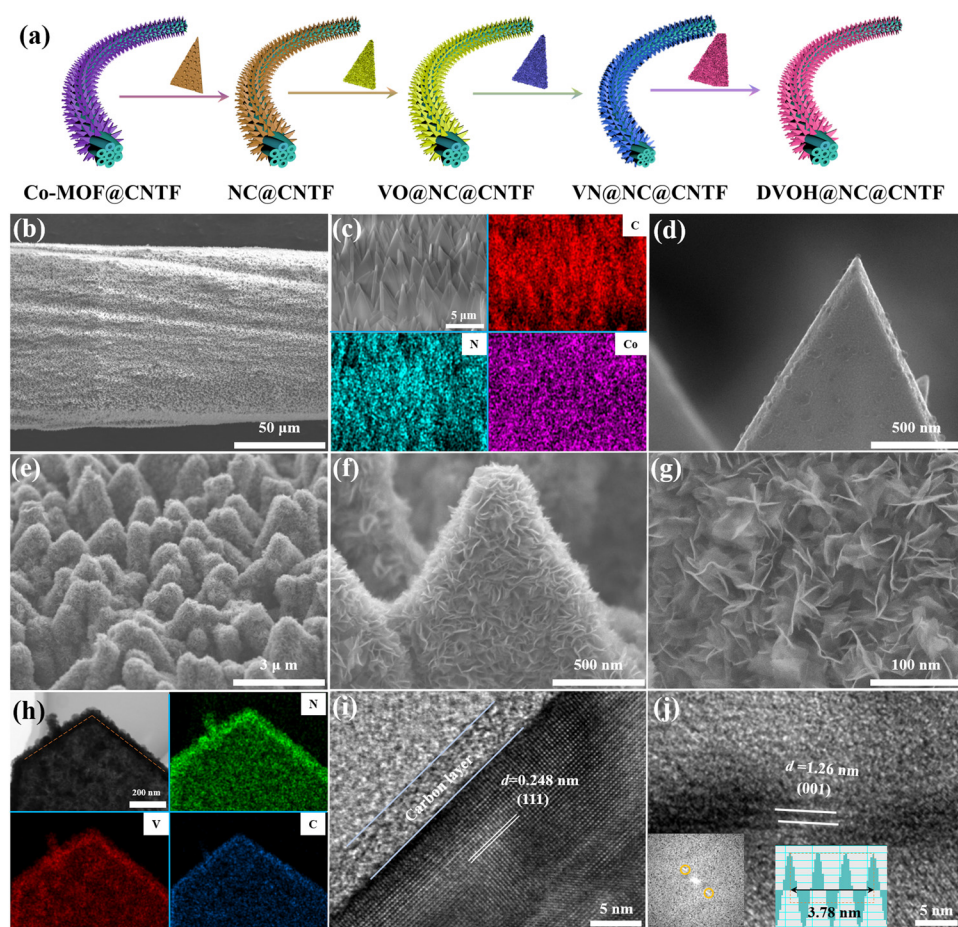 (a)
Co-MOF@CNTF
NC@CNTF
VO@NC@CNTF
VN@NC@CNTF
DVOH@NC@CNTF
(b)
50 μm
(c)
5 μm
C
N
Co
(d)
500 nm
(e)
3 μ m
(f)
500 nm
(g)
100 nm
(h)
200 nm
N
V
C
(i)
Carbon layer
d=0.248 nm
(111)
5 nm
(j)
d =1.26 nm
(001)
3.78 nm
5 nm